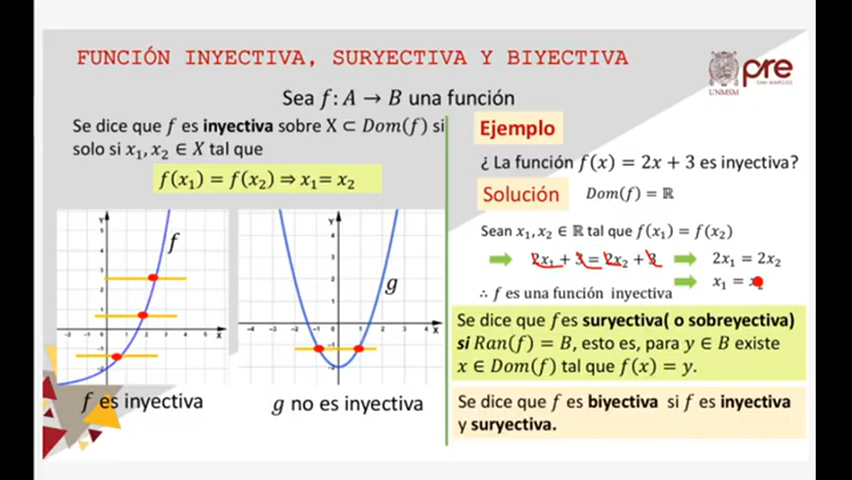 FUNCIÓN INYECTIVA, SURYECTIVA Y BIYECTIVA
UNMSM
pre
SAN MARCOS
Sea f: A → B una función
Se dice que f es inyectiva sobre X ⊂ Dom(f) si
solo si x₁, x₂ ∈ X tal que
f(x₁) = f(x₂) ⇒ x₁= x₂
f
g
f es inyectiva
g no es inyectiva
Ejemplo
¿ La función f(x) = 2x + 3 es inyectiva?
Solución Dom(f) = ℝ
Sean x₁, x₂ ∈ ℝ tal que f(x₁) = f(x₂)
2x₁ + 3 = 2x₂ + 3 2x₁ = 2x₂
x₁ = x₂
∴ f es una función inyectiva
Se dice que f es suryectiva( o sobreyectiva)
si Ran(f) = B, esto es, para y ∈ B existe
x ∈ Dom(f) tal que f(x) = y.
Se dice que f es biyectiva si f es inyectiva
y suryectiva.